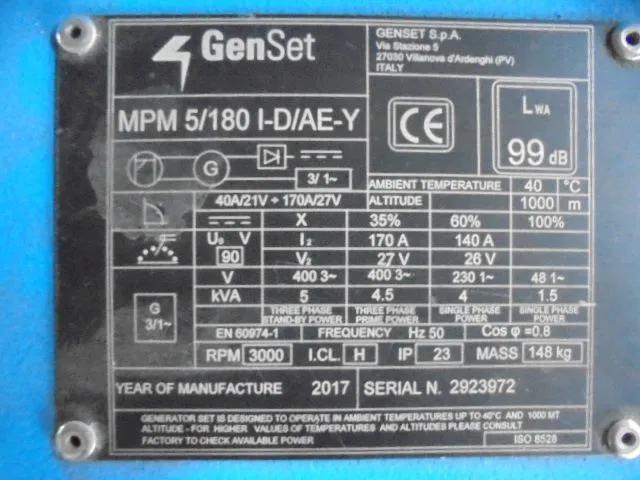 GenSet
GENSET S.p.A.
Via Stazione 5
27030 Villanova d'Ardenghi (PV)
ITALY
MPM 5/180 I-D/AE-Y
CE
LWA
99 dB
G
3/1~
AMBIENT TEMPERATURE 40 °C
40A/21V ÷ 170A/27V
ALTITUDE 1000 m
X 35% 60% 100%
U0 V I2 170 A 140 A
90 V2 27 V 26 V
V 400 3~ 400 3~ 230 1~ 48 1~
kVA 5 4.5 4 1.5
G
3/1~
THREE PHASE STAND-BY POWER THREE PHASE PRIME POWER SINGLE PHASE POWER SINGLE PHASE POWER
EN 60974-1 FREQUENCY Hz 50 Cos φ =0.8
RPM 3000 I.CL. H IP 23 MASS 148 kg
YEAR OF MANUFACTURE 2017 SERIAL N. 2923972
GENERATOR SET IS DESIGNED TO OPERATE IN AMBIENT TEMPERATURES UP TO 40°C AND 1000 MT
ALTITUDE - FOR HIGHER VALUES OF TEMPERATURES AND ALTITUDES PLEASE CONSULT
FACTORY TO CHECK AVAILABLE POWER
ISO 8528